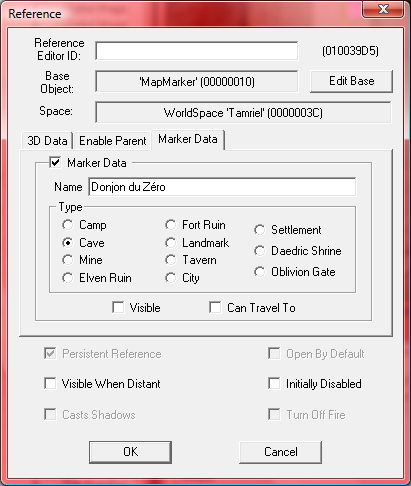 Reference
Reference Editor ID:
(010039D5)
Base Object:
'MapMarker' (00000010)
Edit Base
Space:
WorldSpace 'Tamriel' (0000003C)
3D Data Enable Parent Marker Data
Marker Data
Name Donjon du Zéro
Type
Camp Fort Ruin Settlement
Cave Landmark Daedric Shrine
Mine Tavern Oblivion Gate
Elven Ruin City
Visible Can Travel To
Persistent Reference Open By Default
Visible When Distant Initially Disabled
Casts Shadows Turn Off Fire
OK Cancel